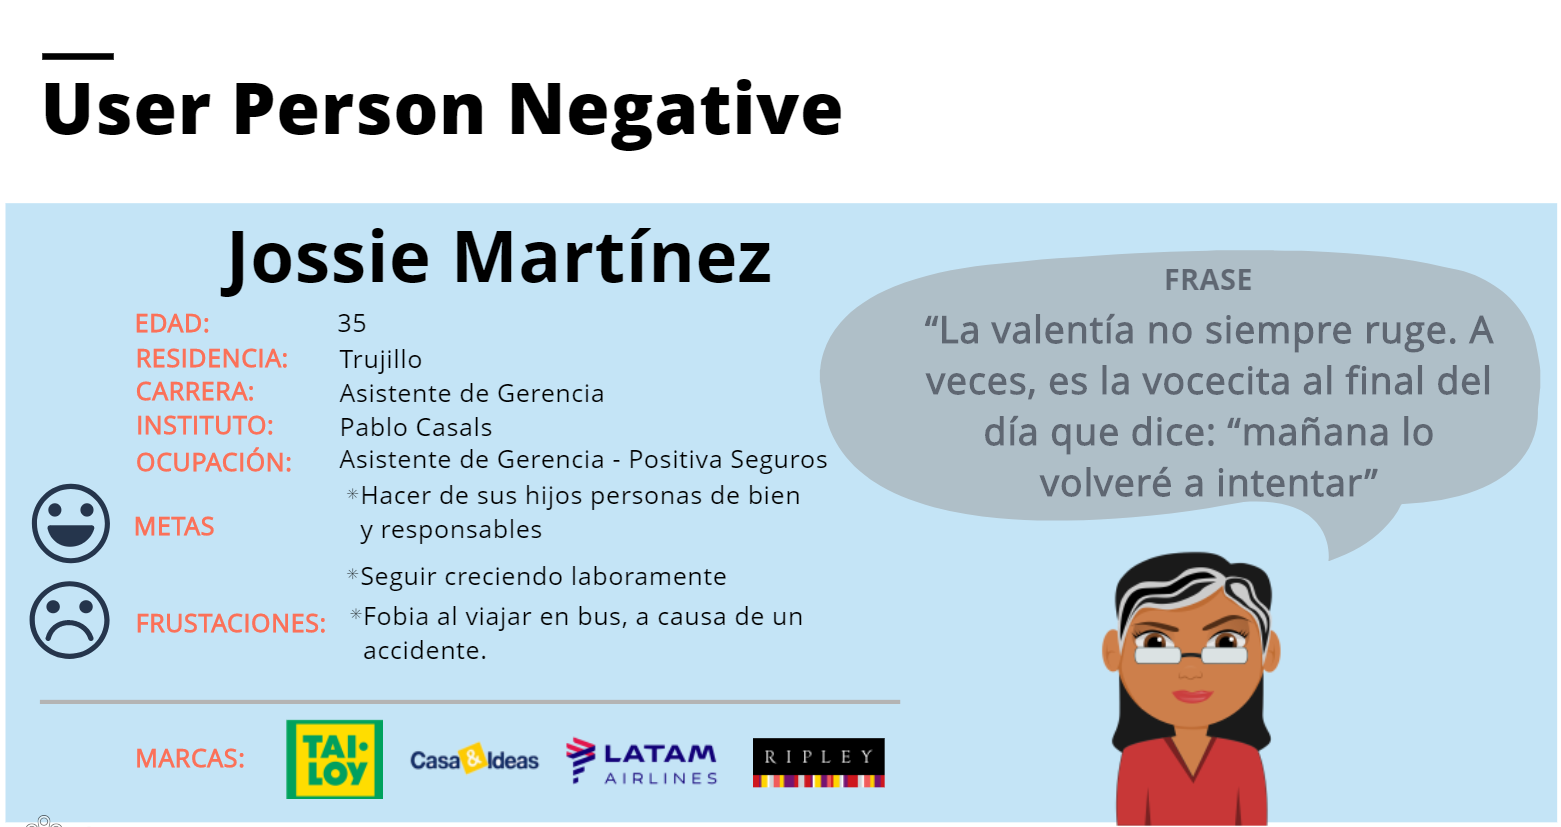 User Person Negative
Jossie Martínez
EDAD: 35
RESIDENCIA: Trujillo
CARRERA: Asistente de Gerencia
INSTITUTO: Pablo Casals
OCUPACIÓN: Asistente de Gerencia - Positiva Seguros
METAS
*Hacer de sus hijos personas de bien
y responsables
*Seguir creciendo laboramente
FRUSTACIONES:
*Fobia al viajar en bus, a causa de un
accidente.
MARCAS:
TAI·
LOY
Casa&Ideas
LATAM
AIRLINES
RIPLEY
FRASE
“La valentía no siempre ruge. A
veces, es la vocecita al final del
día que dice: “mañana lo
volveré a intentar”